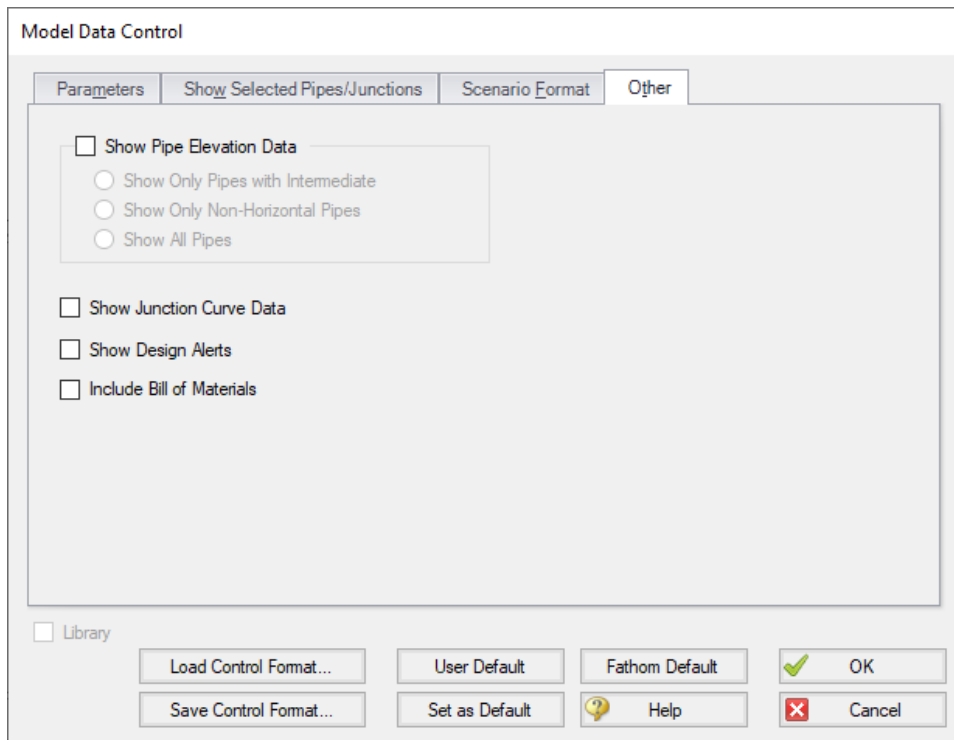 Model Data Control
Parameters Show Selected Pipes/Junctions Scenario Format Other
Show Pipe Elevation Data
Show Only Pipes with Intermediate
Show Only Non-Horizontal Pipes
Show All Pipes
Show Junction Curve Data
Show Design Alerts
Include Bill of Materials
Library
Load Control Format... User Default Fathom Default OK
Save Control Format... Set as Default Help Cancel